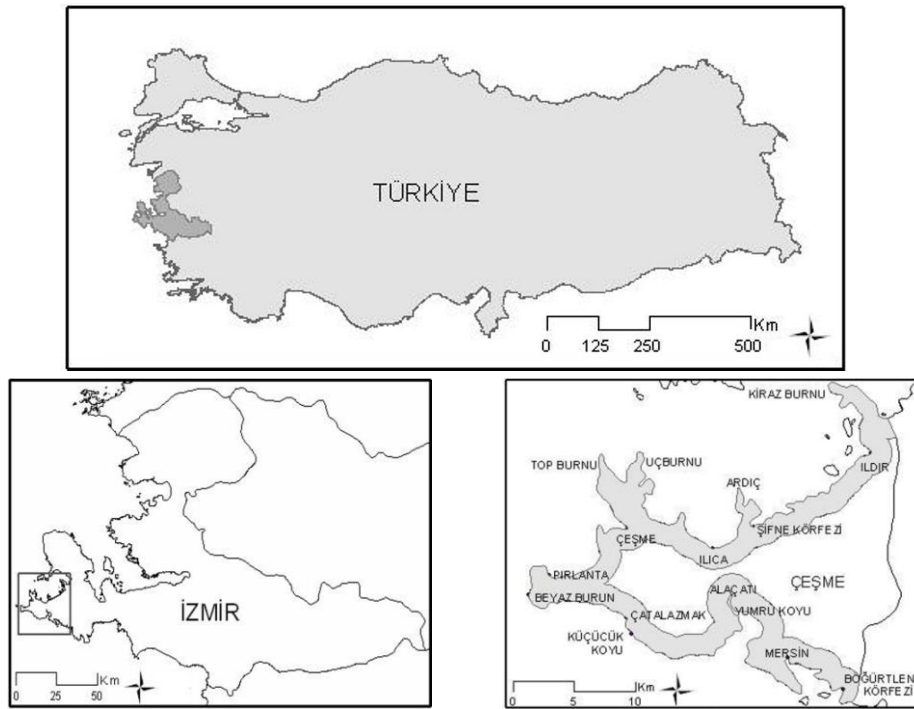 TÜRKİYE
Km
0 125 250 500
İZMİR
Km
0 25 50
KİRAZ BURNU
ILDIR
TOP BURNU
UÇBURNU
ARDIÇ
ŞİFNE KÖRFEZİ
ÇEŞME
ILICA
PIRLANTA
ALAÇATI
ÇEŞME
BEYAZ BURUN
ÇATALAZMAK
YUMRU KOYU
KÜÇÜCÜK
KOYU
MERSİN
BÖĞÜRTLEN
KÖRFEZİ
Km
0 5 10